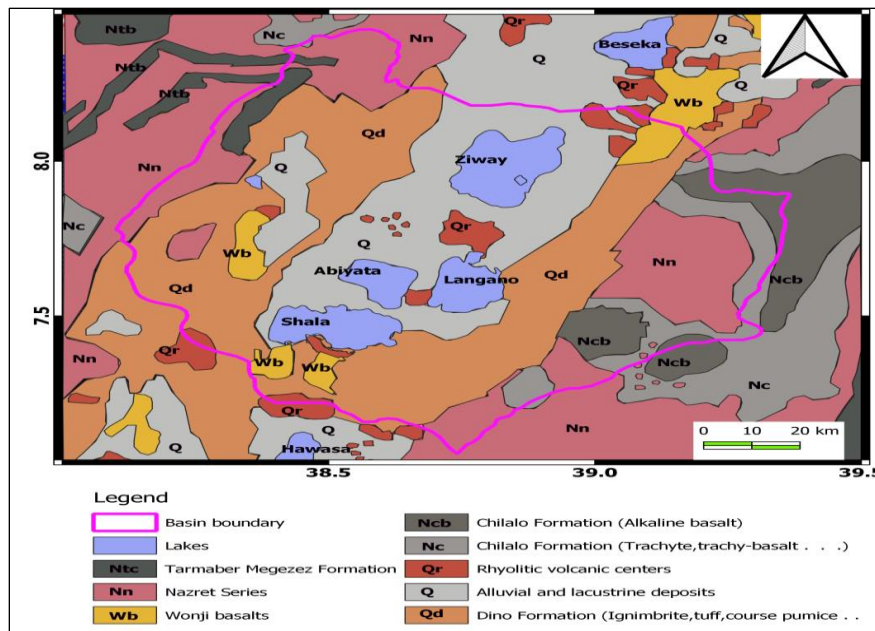 Ntb
Nc
Nn
Qr
Beseka
Q
Q
Ntb
Qr
Q
Ntb
Wb
Qd
Q
Ziway
Nn
Nc
Wb
Q
Qr
Nn
Abiyata
Langano
Qd
Qd
Ncb
Shala
Nn
Qr
Wb
Wb
Ncb
Nc
Qr
Q
Q
Hawasa
Nn
8.0
7.5
0 10 20 km
38.5 39.0 39.5
Legend
Basin boundary
Lakes
Ntc Tarmaber Megezez Formation
Nn Nazret Series
Wb Wonji basalts
Ncb Chilalo Formation (Alkaline basalt)
Nc Chilalo Formation (Trachyte,trachy-basalt . . .)
Qr Rhyolitic volcanic centers
Q Alluvial and lacustrine deposits
Qd Dino Formation (Ignimbrite,tuff,course pumice . .